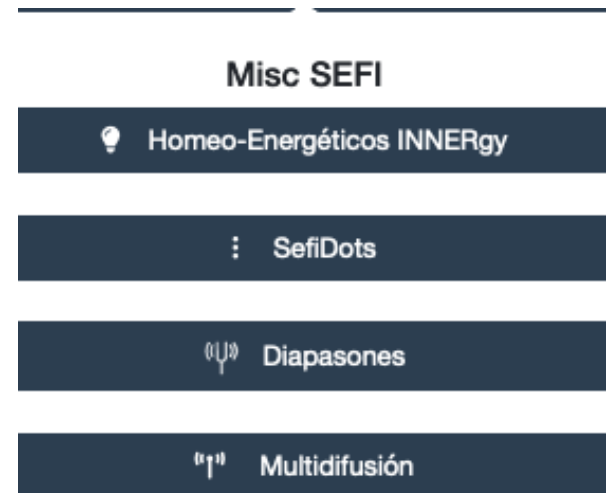 Misc SEFI
Homeo-Energéticos INNERgy
SefiDots
Diapasones
Multidifusión